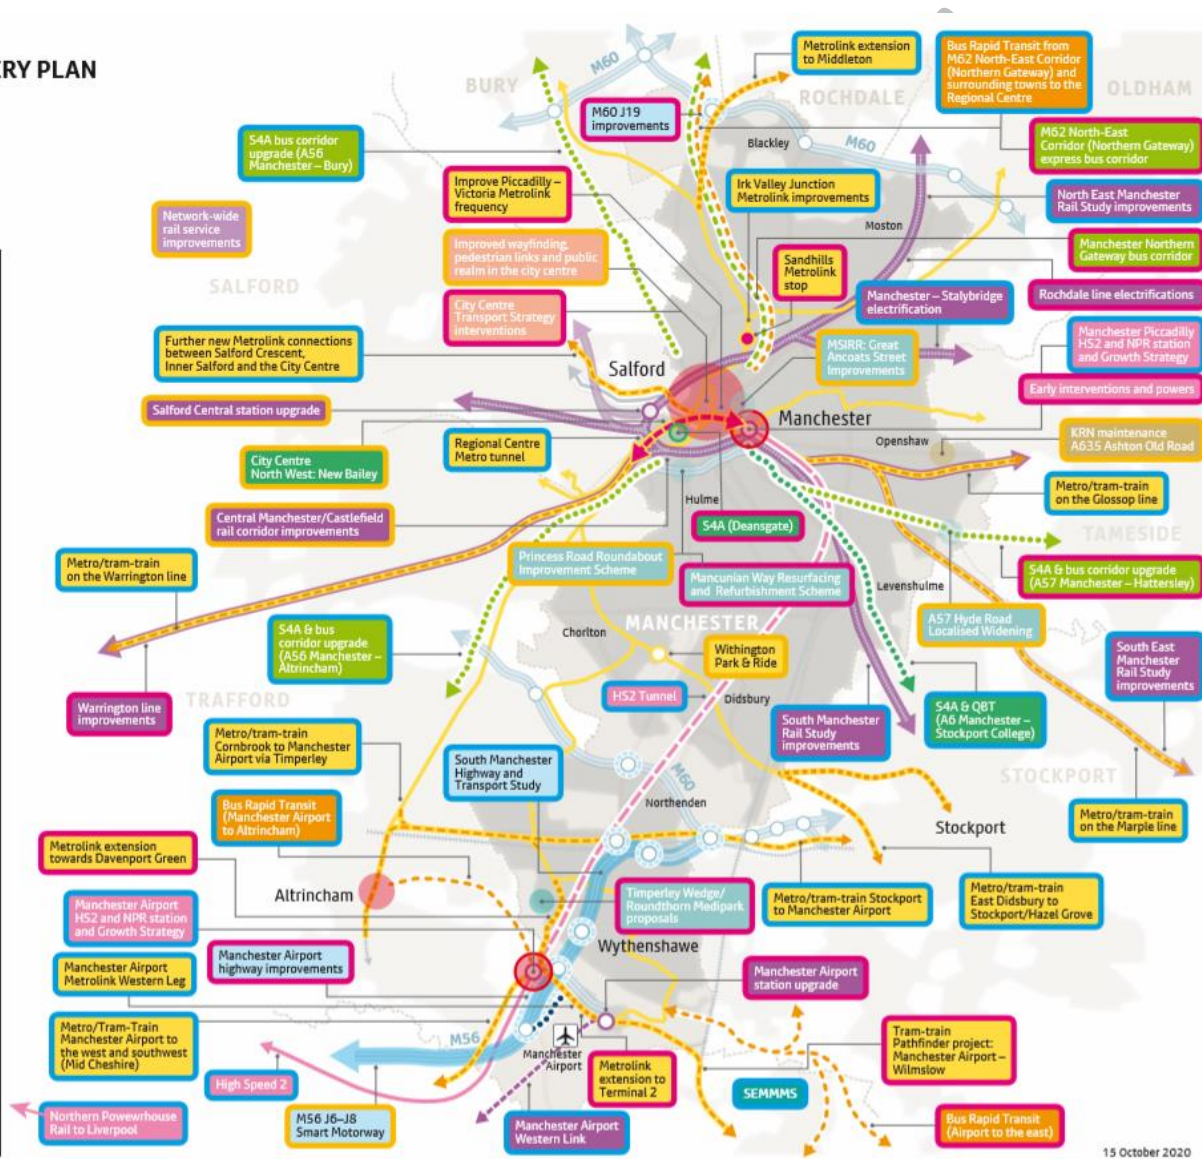 ERY PLAN
M60
BURY
Metrolink extension
to Middleton
Bus Rapid Transit from
M62 North-East Corridor
(Northern Gateway) and
surrounding towns to the
Regional Centre
OLDHAM
ROCHDALE
M60 J19
improvements
S4A bus corridor
upgrade (A56
Manchester – Bury)
Blackley
M60
M62 North-East
Corridor (Northern Gateway)
express bus corridor
Improve Piccadilly –
Victoria Metrolink
frequency
Irk Valley Junction
Metrolink improvements
North East Manchester
Rail Study improvements
Network-wide
rail service
improvements
Moston
Improved wayfinding,
pedestrian links and public
realm in the city centre
Sandhills
Metrolink
stop
Manchester Northern
Gateway bus corridor
SALFORD
City Centre
Transport Strategy
interventions
Manchester – Stalybridge
electrification
Rochdale line electrifications
Further new Metrolink connections
between Salford Crescent,
Inner Salford and the City Centre
Salford
MSIRR: Great
Ancoats Street
Improvements
Manchester Piccadilly
HS2 and NPR station
and Growth Strategy
Early interventions and powers
Salford Central station upgrade
Manchester
Regional Centre
Metro tunnel
Openshaw
KRN maintenance
A635 Ashton Old Road
City Centre
North West: New Bailey
Metro/tram-train
on the Glossop line
Hulme
Central Manchester/Castlefield
rail corridor improvements
S4A (Deansgate)
TAMESIDE
Metro/tram-train
on the Warrington line
Princess Road Roundabout
Improvement Scheme
Mancunian Way Resurfacing
and Refurbishment Scheme
Levenshulme
S4A & bus corridor upgrade
(A57 Manchester – Hattersley)
S4A & bus
corridor upgrade
(A56 Manchester –
Altrincham)
Chorlton
MANCHESTER
A57 Hyde Road
Localised Widening
Withington
Park & Ride
South East
Manchester
Rail Study
improvements
TRAFFORD
Warrington line
improvements
HS2 Tunnel
Didsbury
South Manchester
Rail Study
improvements
S4A & QBT
(A6 Manchester –
Stockport College)
Metro/tram-train
Cornbrook to Manchester
Airport via Timperley
South Manchester
Highway and
Transport Study
M60
STOCKPORT
Bus Rapid Transit
(Manchester Airport
to Altrincham)
Northenden
Stockport
Metro/tram-train
on the Marple line
Metrolink extension
towards Davenport Green
Altrincham
Timperley Wedge/
Roundthorn Medipark
proposals
Metro/tram-train Stockport
to Manchester Airport
Metro/tram-train
East Didsbury to
Stockport/Hazel Grove
Manchester Airport
HS2 and NPR station
and Growth Strategy
Manchester Airport
highway improvements
Wythenshawe
Manchester Airport
Metrolink Western Leg
Manchester Airport
station upgrade
Metro/Tram-Train
Manchester Airport to
the west and southwest
(Mid Cheshire)
M56
Manchester
Airport
Metrolink
extension to
Terminal 2
Tram-train
Pathfinder project:
Manchester Airport –
Wilmslow
High Speed 2
SEMMMS
Northern Powewrhouse
Rail to Liverpool
M56 J6–J8
Smart Motorway
Manchester Airport
Western Link
Bus Rapid Transit
(Airport to the east)
15 October 2020